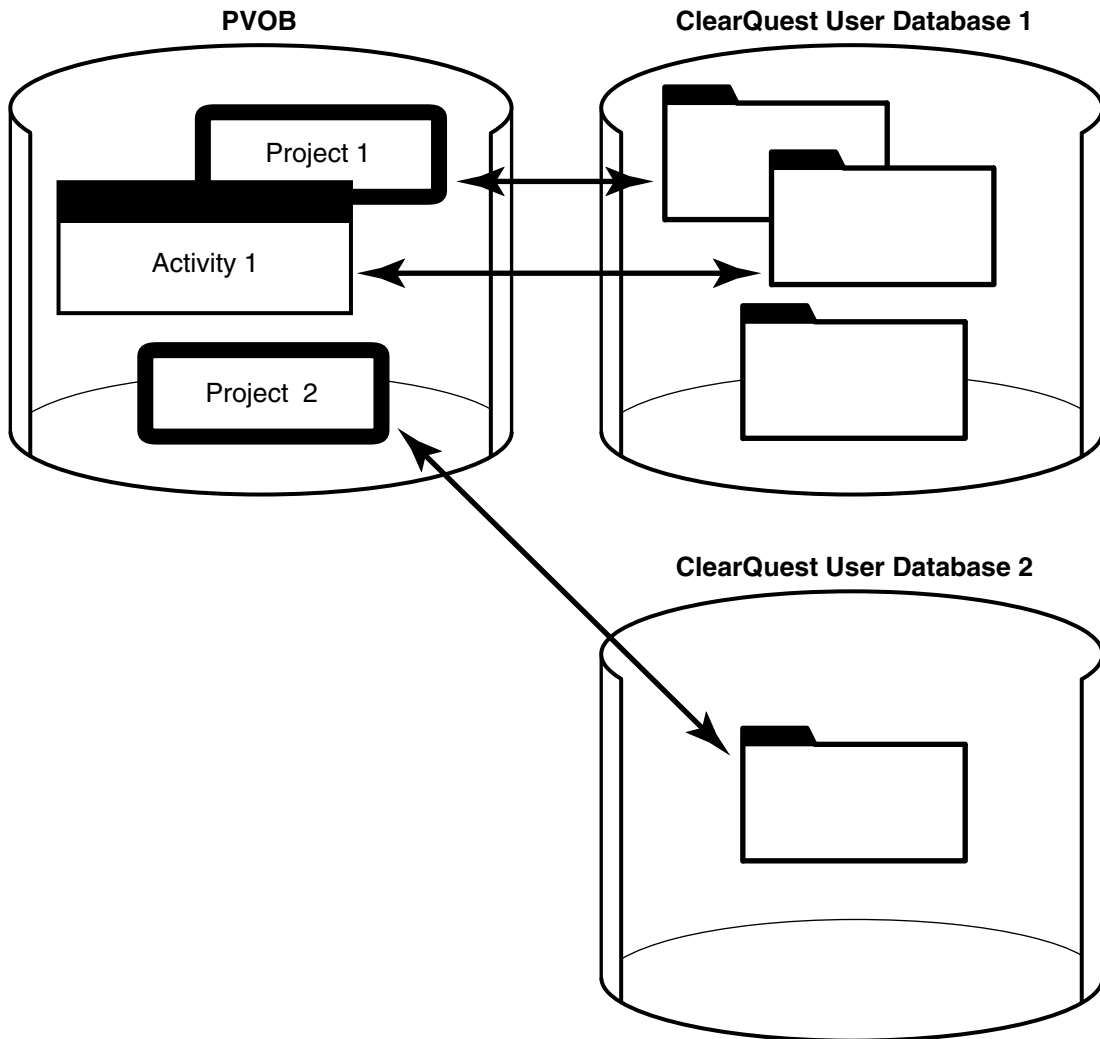 PVOB
ClearQuest User Database 1
Project 1
Activity 1
Project 2
ClearQuest User Database 2